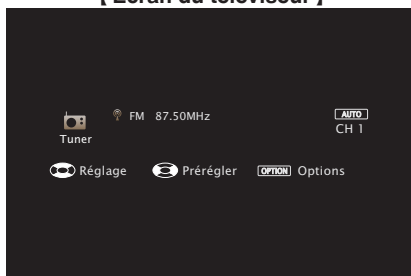 【 Écran du téléviseur 】
FM 87.50MHz
AUTO
CH 1
Tuner
Réglage Prérégler OPTION Options